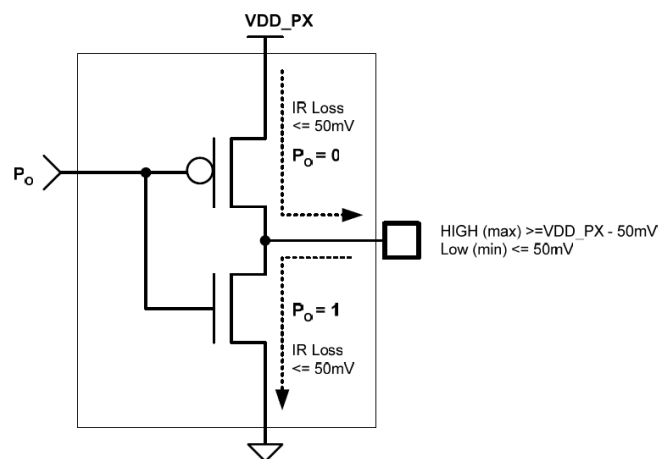 VDD_PX
IR Loss
<= 50mV
Po = 0
Po
HIGH (max) >=VDD_PX - 50mV
Low (min) <= 50mV
Po = 1
IR Loss
<= 50mV